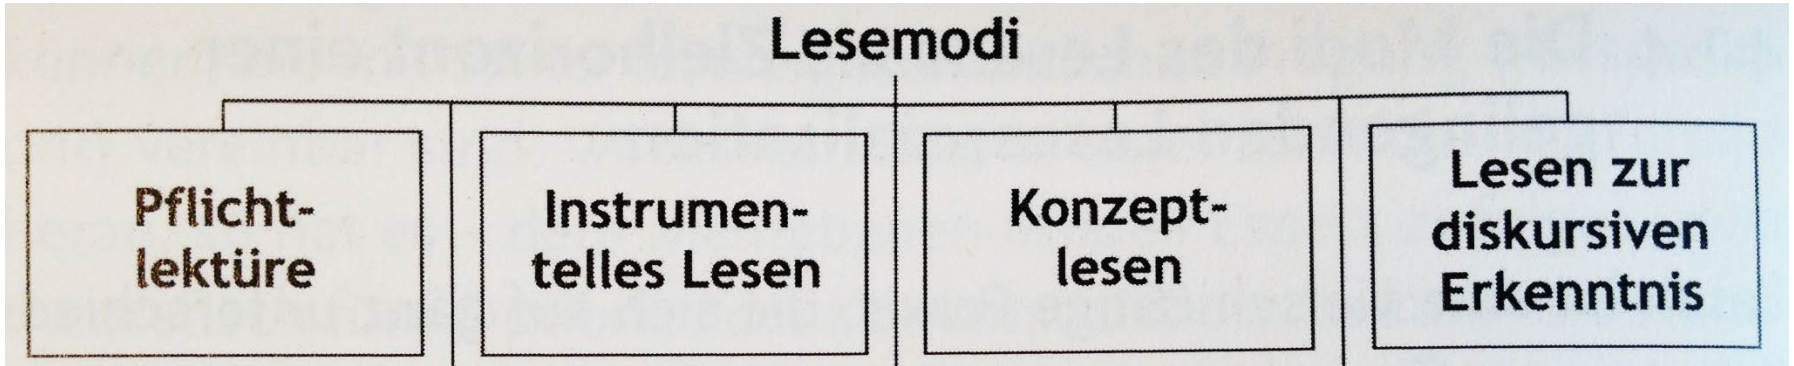 Lesemodi
Pflicht-
lektüre
Instrumen-
telles Lesen
Konzept-
lesen
Lesen zur
diskursiven
Erkenntnis